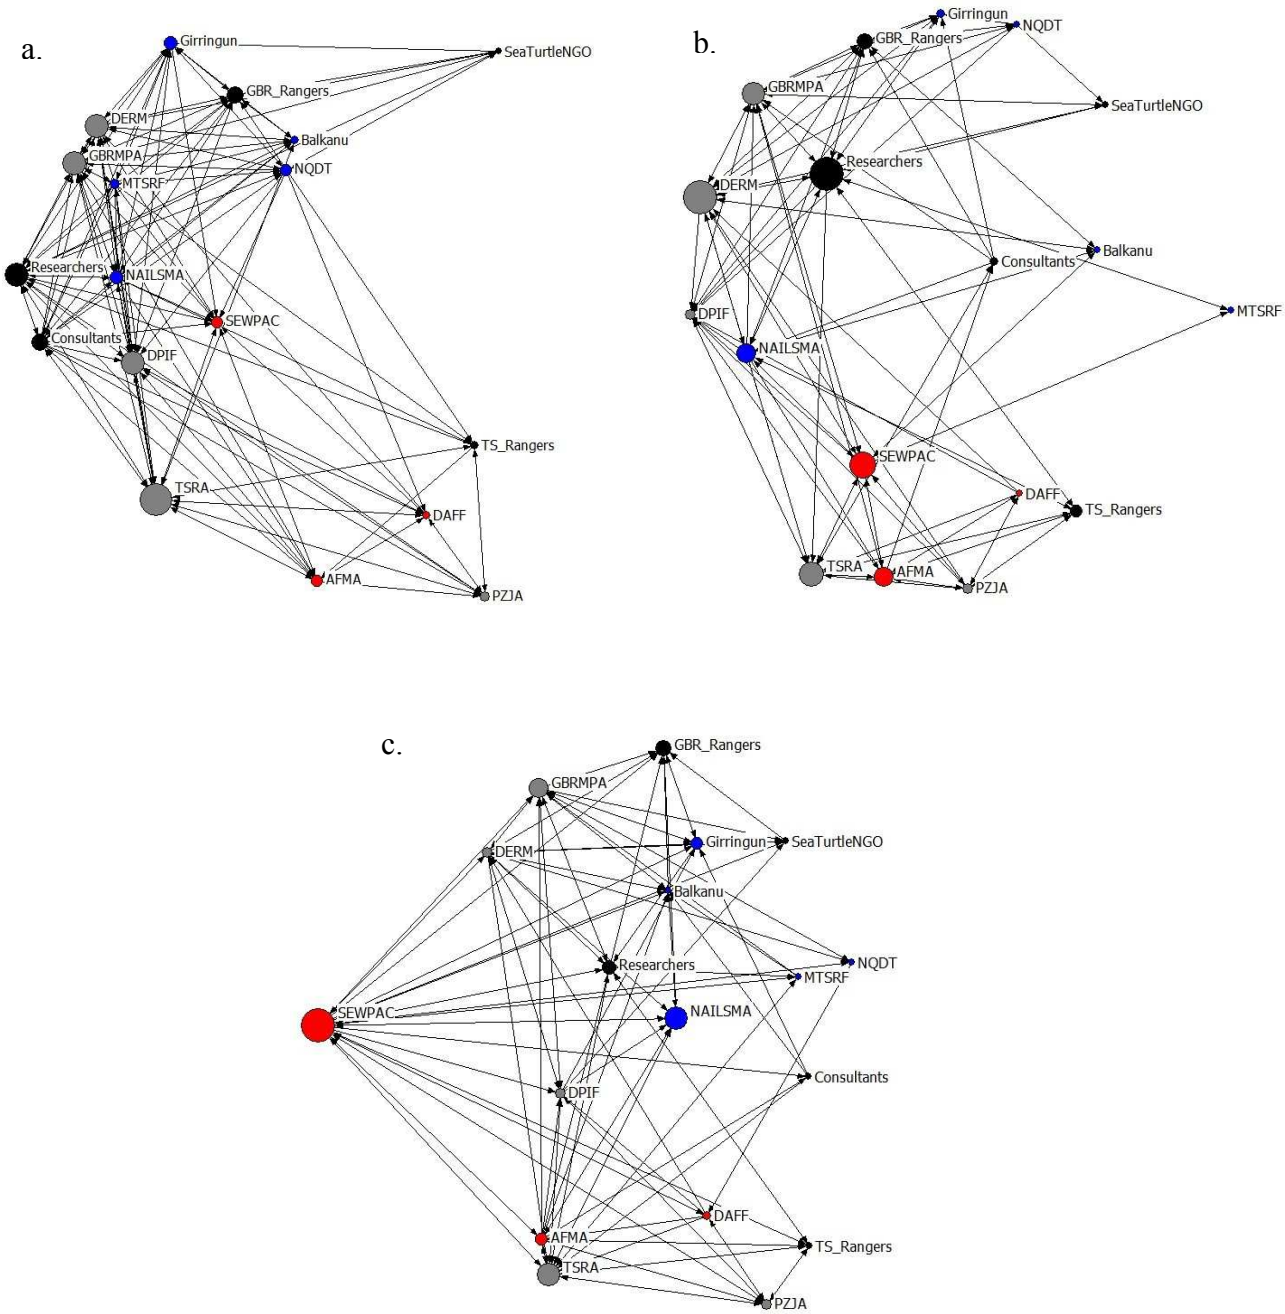 a.
Girringun
SeaTurtleNGO
GBR_Rangers
DERM
Balkanu
GBRMPA
NQDT
MTSRF
Researchers
NAILSMA
SEWPAC
Consultants
DPIF
TS_Rangers
TSRA
DAFF
AFMA
PZJA
b.
Girringun
NQDT
GBR_Rangers
GBRMPA
SeaTurtleNGO
Researchers
DERM
Balkanu
Consultants
MTSRF
DPIF
NAILSMA
SEWPAC
DAFF
TS_Rangers
TSRA
AFMA
PZJA
c.
GBR_Rangers
GBRMPA
Girringun
SeaTurtleNGO
DERM
Balkanu
Researchers
NQDT
MTSRF
SEWPAC
NAILSMA
Consultants
DPIF
DAFF
AFMA
TS_Rangers
TSRA
PZJA